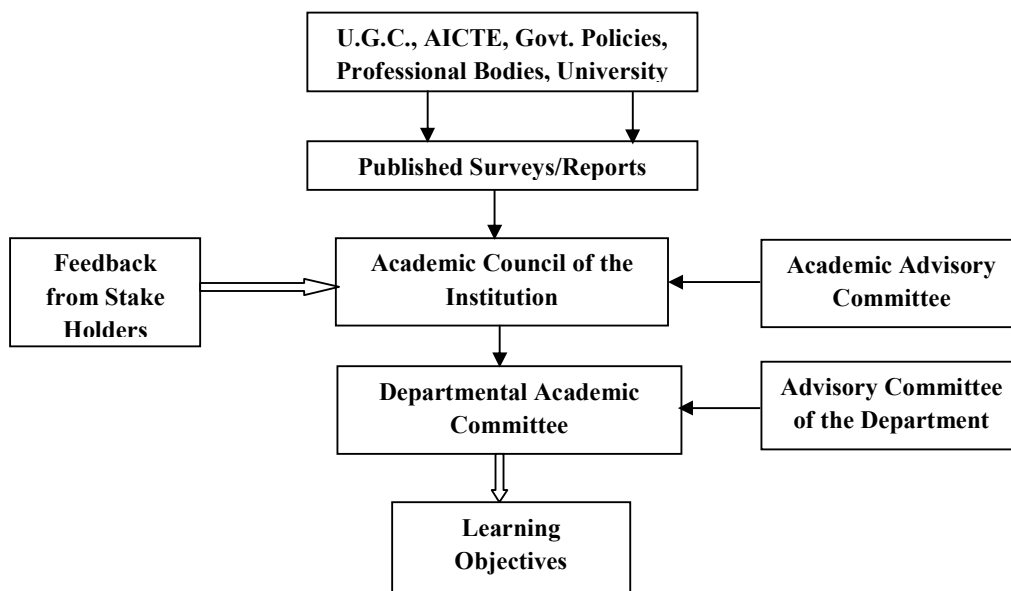 U.G.C., AICTE, Govt. Policies,
Professional Bodies, University
Published Surveys/Reports
Feedback
from Stake
Holders
Academic Council of the
Institution
Academic Advisory
Committee
Departmental Academic
Committee
Advisory Committee
of the Department
Learning
Objectives